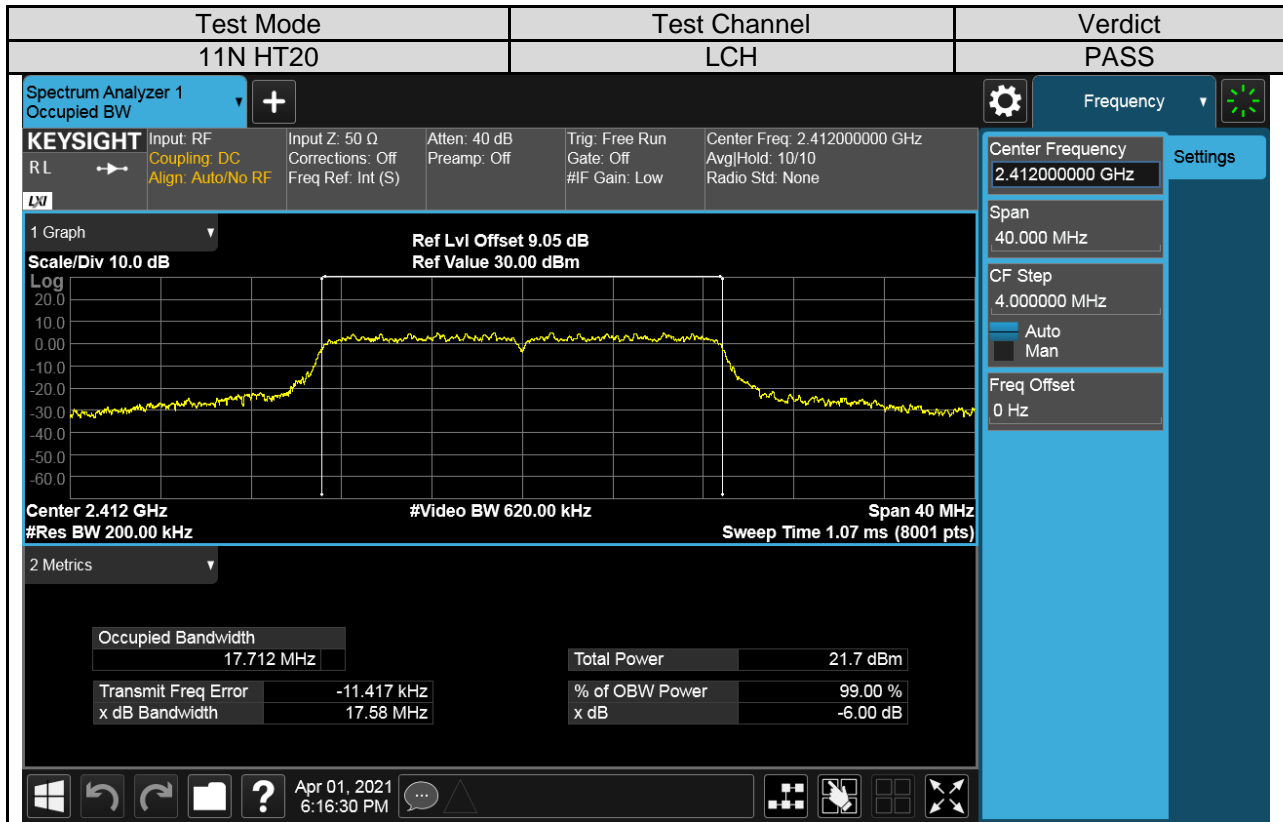 Test Mode Test Channel Verdict
11N HT20 LCH PASS
Spectrum Analyzer 1
Occupied BW
+
Frequency
KEYSIGHT Input: RF Input Z: 50 Ω Atten: 40 dB Trig: Free Run Center Freq: 2.412000000 GHz
RL Coupling: DC Corrections: Off Preamp: Off Gate: Off Avg|Hold: 10/10
Align: Auto/No RF Freq Ref: Int (S) #IF Gain: Low Radio Std: None
LXI
Center Frequency
2.412000000 GHz
Settings
Span
40.000 MHz
CF Step
4.000000 MHz
Auto
Man
Freq Offset
0 Hz
1 Graph
Ref Lvl Offset 9.05 dB
Scale/Div 10.0 dB Ref Value 30.00 dBm
Log
20.0
10.0
0.00
-10.0
-20.0
-30.0
-40.0
-50.0
-60.0
Center 2.412 GHz #Video BW 620.00 kHz Span 40 MHz
#Res BW 200.00 kHz Sweep Time 1.07 ms (8001 pts)
2 Metrics
Occupied Bandwidth
17.712 MHz Total Power 21.7 dBm
Transmit Freq Error -11.417 kHz % of OBW Power 99.00 %
x dB Bandwidth 17.58 MHz x dB -6.00 dB
? Apr 01, 2021
6:16:30 PM